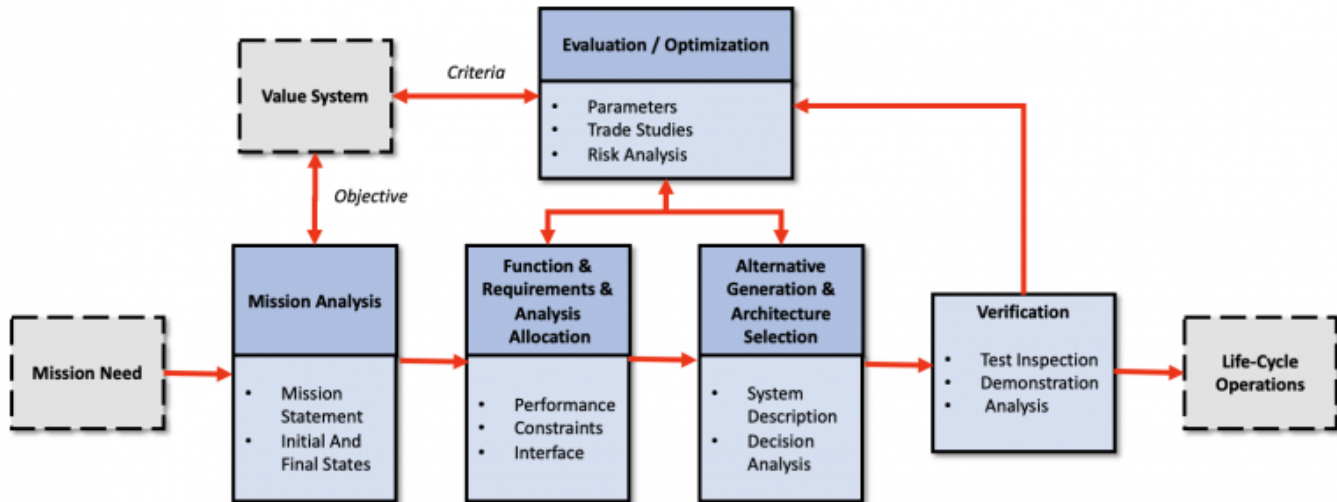 Evaluation / Optimization
• Parameters
• Trade Studies
• Risk Analysis
Value System
Criteria
Objective
Mission Need
Mission Analysis
• Mission
Statement
• Initial And
Final States
Function &
Requirements &
Analysis
Allocation
• Performance
• Constraints
• Interface
Alternative
Generation &
Architecture
Selection
• System
Description
• Decision
Analysis
Verification
• Test Inspection
• Demonstration
• Analysis
Life-Cycle
Operations